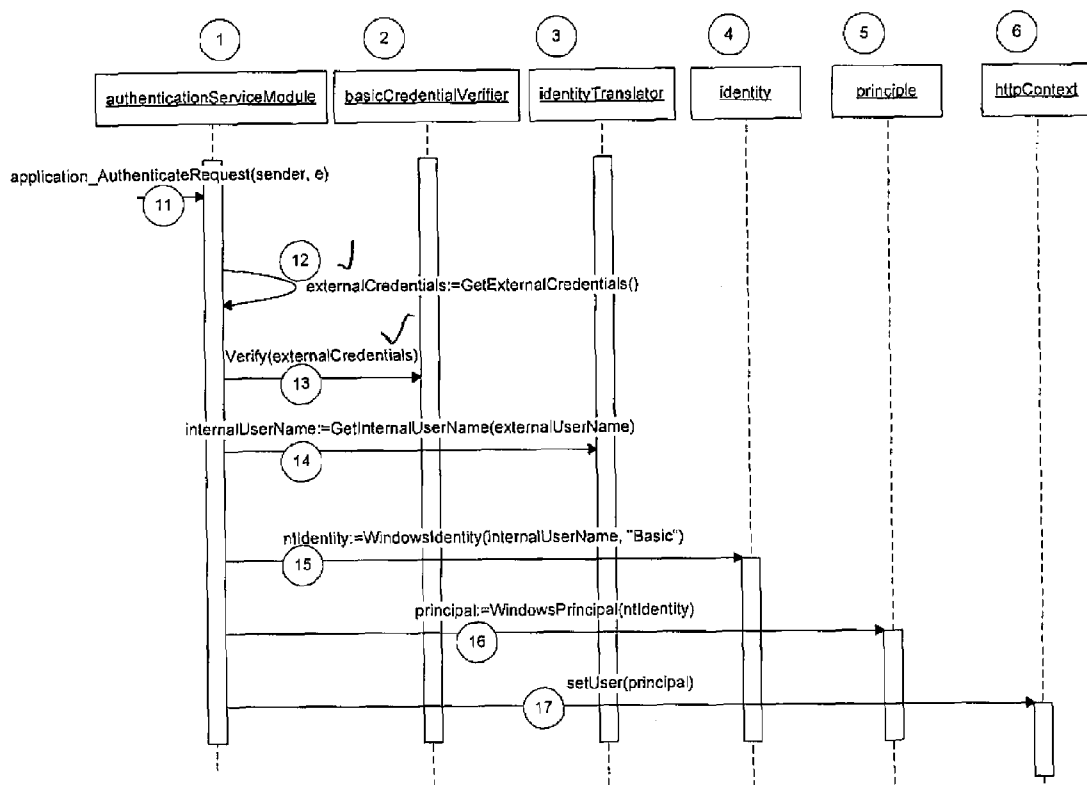 1 2 3 4 5 6
authenticationServiceModule basicCredentialVerifier identityTranslator identity principle httpContext
application_AuthenticateRequest(sender, e)
11
12
externalCredentials:=GetExternalCredentials()
Verify(externalCredentials)
13
internalUserName:=GetInternalUserName(externalUserName)
14
ntIdentity:=WindowsIdentity(internalUserName, "Basic")
15
principal:=WindowsPrincipal(ntIdentity)
16
setUser(principal)
17